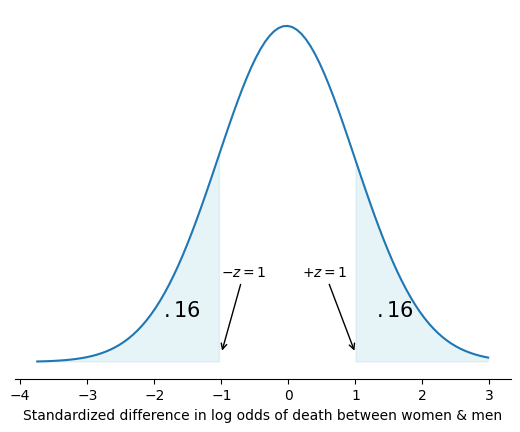 −z = 1
+z = 1
.16
.16
−4 −3 −2 −1 0 1 2 3
Standardized difference in log odds of death between women & men